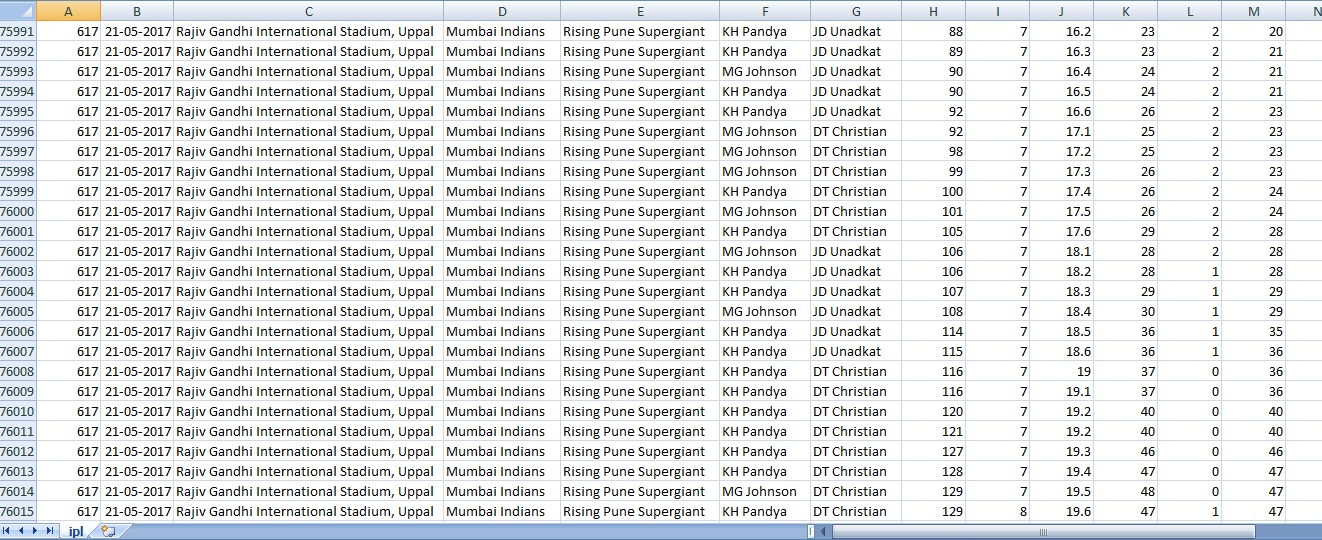 A B C D E F G H I J K L M N
75991 617 21-05-2017 Rajiv Gandhi International Stadium, Uppal Mumbai Indians Rising Pune Supergiant KH Pandya JD Unadkat 88 7 16.2 23 2 20
75992 617 21-05-2017 Rajiv Gandhi International Stadium, Uppal Mumbai Indians Rising Pune Supergiant KH Pandya JD Unadkat 89 7 16.3 23 2 21
75993 617 21-05-2017 Rajiv Gandhi International Stadium, Uppal Mumbai Indians Rising Pune Supergiant MG Johnson JD Unadkat 90 7 16.4 24 2 21
75994 617 21-05-2017 Rajiv Gandhi International Stadium, Uppal Mumbai Indians Rising Pune Supergiant KH Pandya JD Unadkat 90 7 16.5 24 2 21
75995 617 21-05-2017 Rajiv Gandhi International Stadium, Uppal Mumbai Indians Rising Pune Supergiant KH Pandya JD Unadkat 92 7 16.6 26 2 23
75996 617 21-05-2017 Rajiv Gandhi International Stadium, Uppal Mumbai Indians Rising Pune Supergiant MG Johnson DT Christian 92 7 17.1 25 2 23
75997 617 21-05-2017 Rajiv Gandhi International Stadium, Uppal Mumbai Indians Rising Pune Supergiant MG Johnson DT Christian 98 7 17.2 25 2 23
75998 617 21-05-2017 Rajiv Gandhi International Stadium, Uppal Mumbai Indians Rising Pune Supergiant MG Johnson DT Christian 99 7 17.3 26 2 23
75999 617 21-05-2017 Rajiv Gandhi International Stadium, Uppal Mumbai Indians Rising Pune Supergiant KH Pandya DT Christian 100 7 17.4 26 2 24
76000 617 21-05-2017 Rajiv Gandhi International Stadium, Uppal Mumbai Indians Rising Pune Supergiant MG Johnson DT Christian 101 7 17.5 26 2 24
76001 617 21-05-2017 Rajiv Gandhi International Stadium, Uppal Mumbai Indians Rising Pune Supergiant KH Pandya DT Christian 105 7 17.6 29 2 28
76002 617 21-05-2017 Rajiv Gandhi International Stadium, Uppal Mumbai Indians Rising Pune Supergiant MG Johnson JD Unadkat 106 7 18.1 28 2 28
76003 617 21-05-2017 Rajiv Gandhi International Stadium, Uppal Mumbai Indians Rising Pune Supergiant KH Pandya JD Unadkat 106 7 18.2 28 1 28
76004 617 21-05-2017 Rajiv Gandhi International Stadium, Uppal Mumbai Indians Rising Pune Supergiant KH Pandya JD Unadkat 107 7 18.3 29 1 29
76005 617 21-05-2017 Rajiv Gandhi International Stadium, Uppal Mumbai Indians Rising Pune Supergiant MG Johnson JD Unadkat 108 7 18.4 30 1 29
76006 617 21-05-2017 Rajiv Gandhi International Stadium, Uppal Mumbai Indians Rising Pune Supergiant KH Pandya JD Unadkat 114 7 18.5 36 1 35
76007 617 21-05-2017 Rajiv Gandhi International Stadium, Uppal Mumbai Indians Rising Pune Supergiant KH Pandya JD Unadkat 115 7 18.6 36 1 36
76008 617 21-05-2017 Rajiv Gandhi International Stadium, Uppal Mumbai Indians Rising Pune Supergiant KH Pandya DT Christian 116 7 19 37 0 36
76009 617 21-05-2017 Rajiv Gandhi International Stadium, Uppal Mumbai Indians Rising Pune Supergiant KH Pandya DT Christian 116 7 19.1 37 0 36
76010 617 21-05-2017 Rajiv Gandhi International Stadium, Uppal Mumbai Indians Rising Pune Supergiant KH Pandya DT Christian 120 7 19.2 40 0 40
76011 617 21-05-2017 Rajiv Gandhi International Stadium, Uppal Mumbai Indians Rising Pune Supergiant KH Pandya DT Christian 121 7 19.2 40 0 40
76012 617 21-05-2017 Rajiv Gandhi International Stadium, Uppal Mumbai Indians Rising Pune Supergiant KH Pandya DT Christian 127 7 19.3 46 0 46
76013 617 21-05-2017 Rajiv Gandhi International Stadium, Uppal Mumbai Indians Rising Pune Supergiant KH Pandya DT Christian 128 7 19.4 47 0 47
76014 617 21-05-2017 Rajiv Gandhi International Stadium, Uppal Mumbai Indians Rising Pune Supergiant MG Johnson DT Christian 129 7 19.5 48 0 47
76015 617 21-05-2017 Rajiv Gandhi International Stadium, Uppal Mumbai Indians Rising Pune Supergiant KH Pandya DT Christian 129 8 19.6 47 1 47
ipl